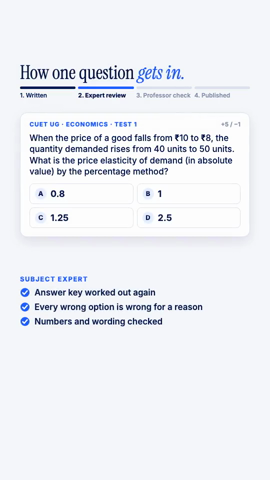 How one question gets in.
1. Written 2. Expert review 3. Professor check 4. Published
CUET UG · ECONOMICS · TEST 1 +5 / −1
When the price of a good falls from ₹10 to ₹8, the
quantity demanded rises from 40 units to 50 units.
What is the price elasticity of demand (in absolute
value) by the percentage method?
A 0.8 B 1
C 1.25 D 2.5
SUBJECT EXPERT
Answer key worked out again
Every wrong option is wrong for a reason
Numbers and wording checked